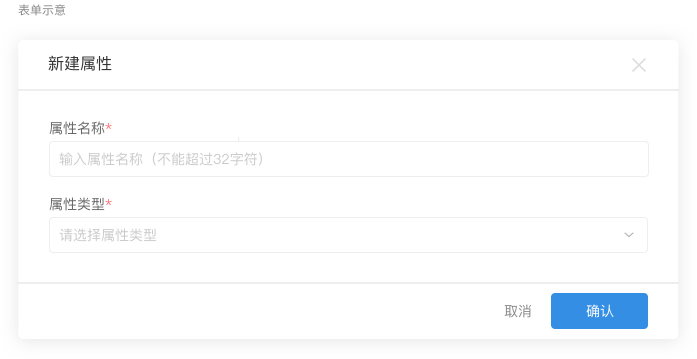 表单示意
新建属性
属性名称*
输入属性名称（不能超过32字符）
属性类型*
请选择属性类型
取消
确认